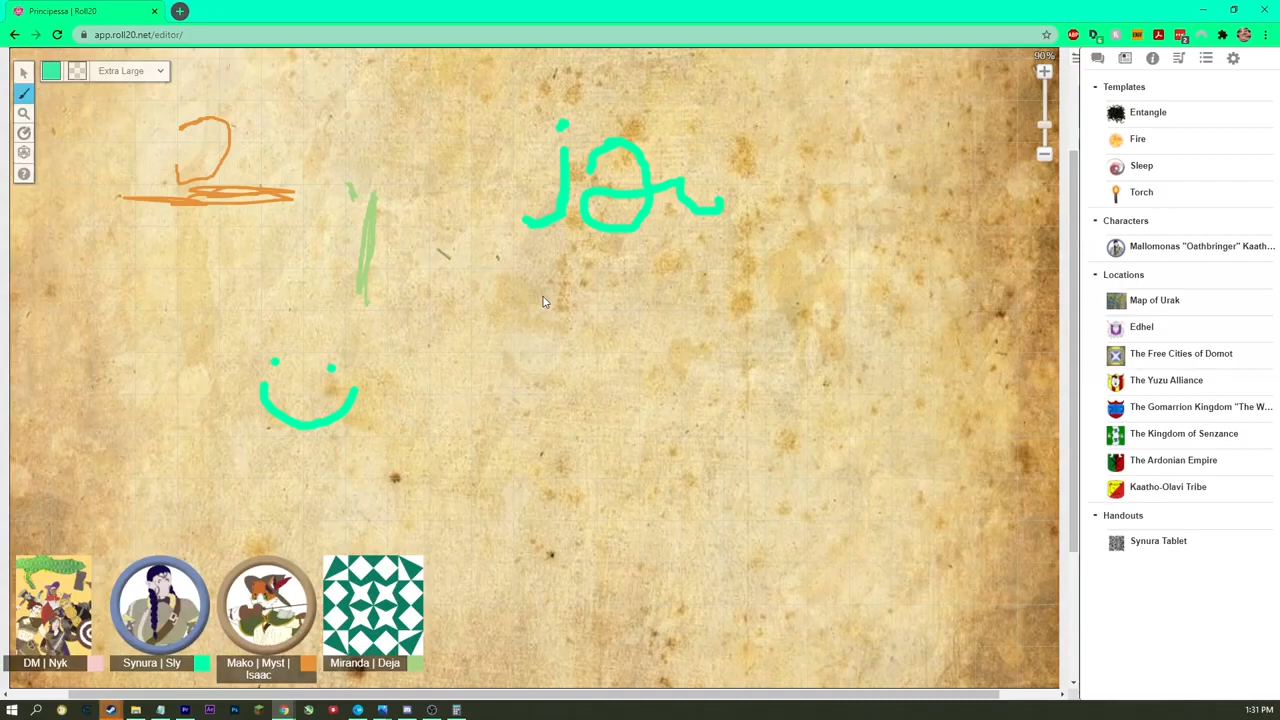 Principessa | Roll20
app.roll20.net/editor/
Extra Large
90%
2
Templates
Entangle
Fire
Sleep
Torch
Characters
Mallomonas "Oathbringer" Kaath...
Locations
Map of Urak
Edhel
The Free Cities of Domot
The Yuzu Alliance
The Gomarrion Kingdom "The W...
The Kingdom of Senzance
The Ardonian Empire
Kaatho-Olavi Tribe
Handouts
Synura Tablet
DM | Nyk
Synura | Sly
Mako | Myst |
Isaac
Miranda | Deja
1:31 PM